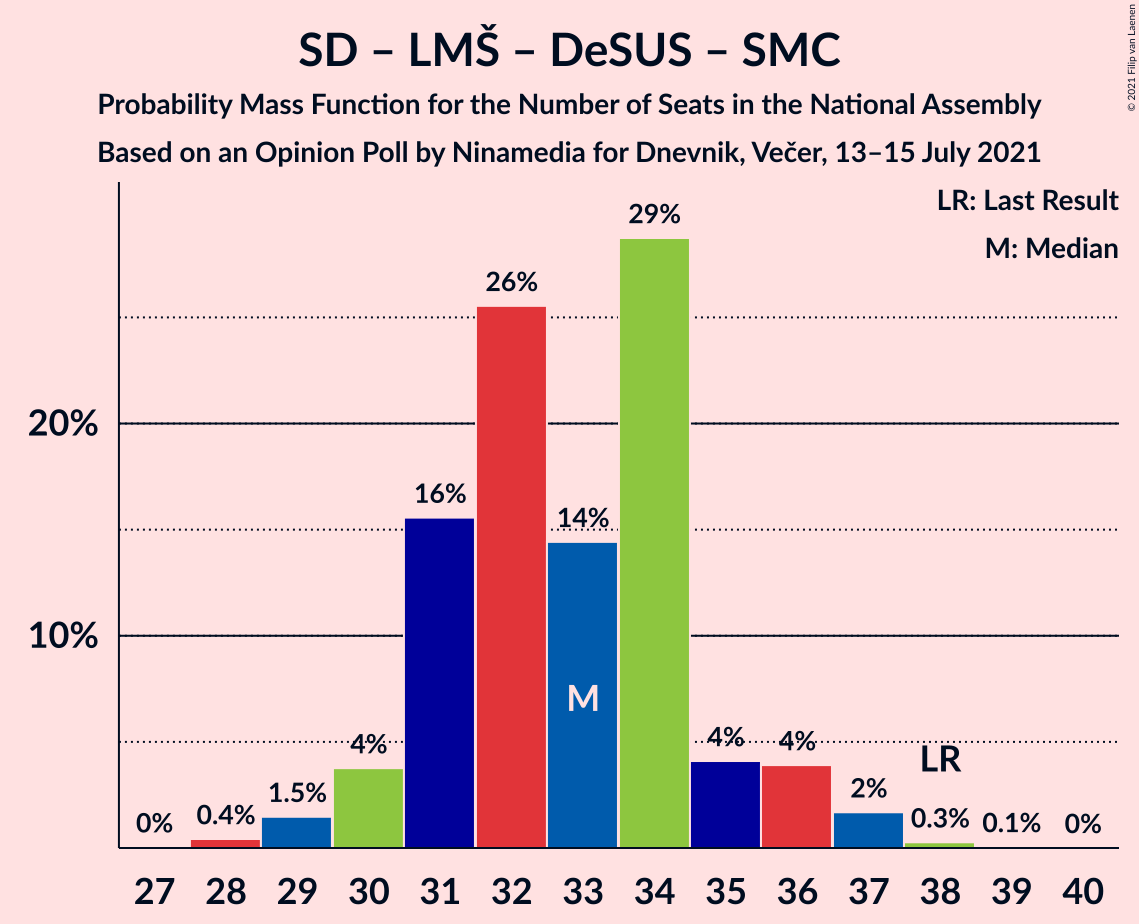 SD – LMŠ – DeSUS – SMC
Probability Mass Function for the Number of Seats in the National Assembly
Based on an Opinion Poll by Ninamedia for Dnevnik, Večer, 13–15 July 2021
© 2021 Filip van Laenen
LR: Last Result
M: Median
20%
10%
0%
0.4%
1.5%
4%
16%
26%
14%
29%
4%
4%
2%
0.3%
0.1%
0%
M
LR
27 28 29 30 31 32 33 34 35 36 37 38 39 40